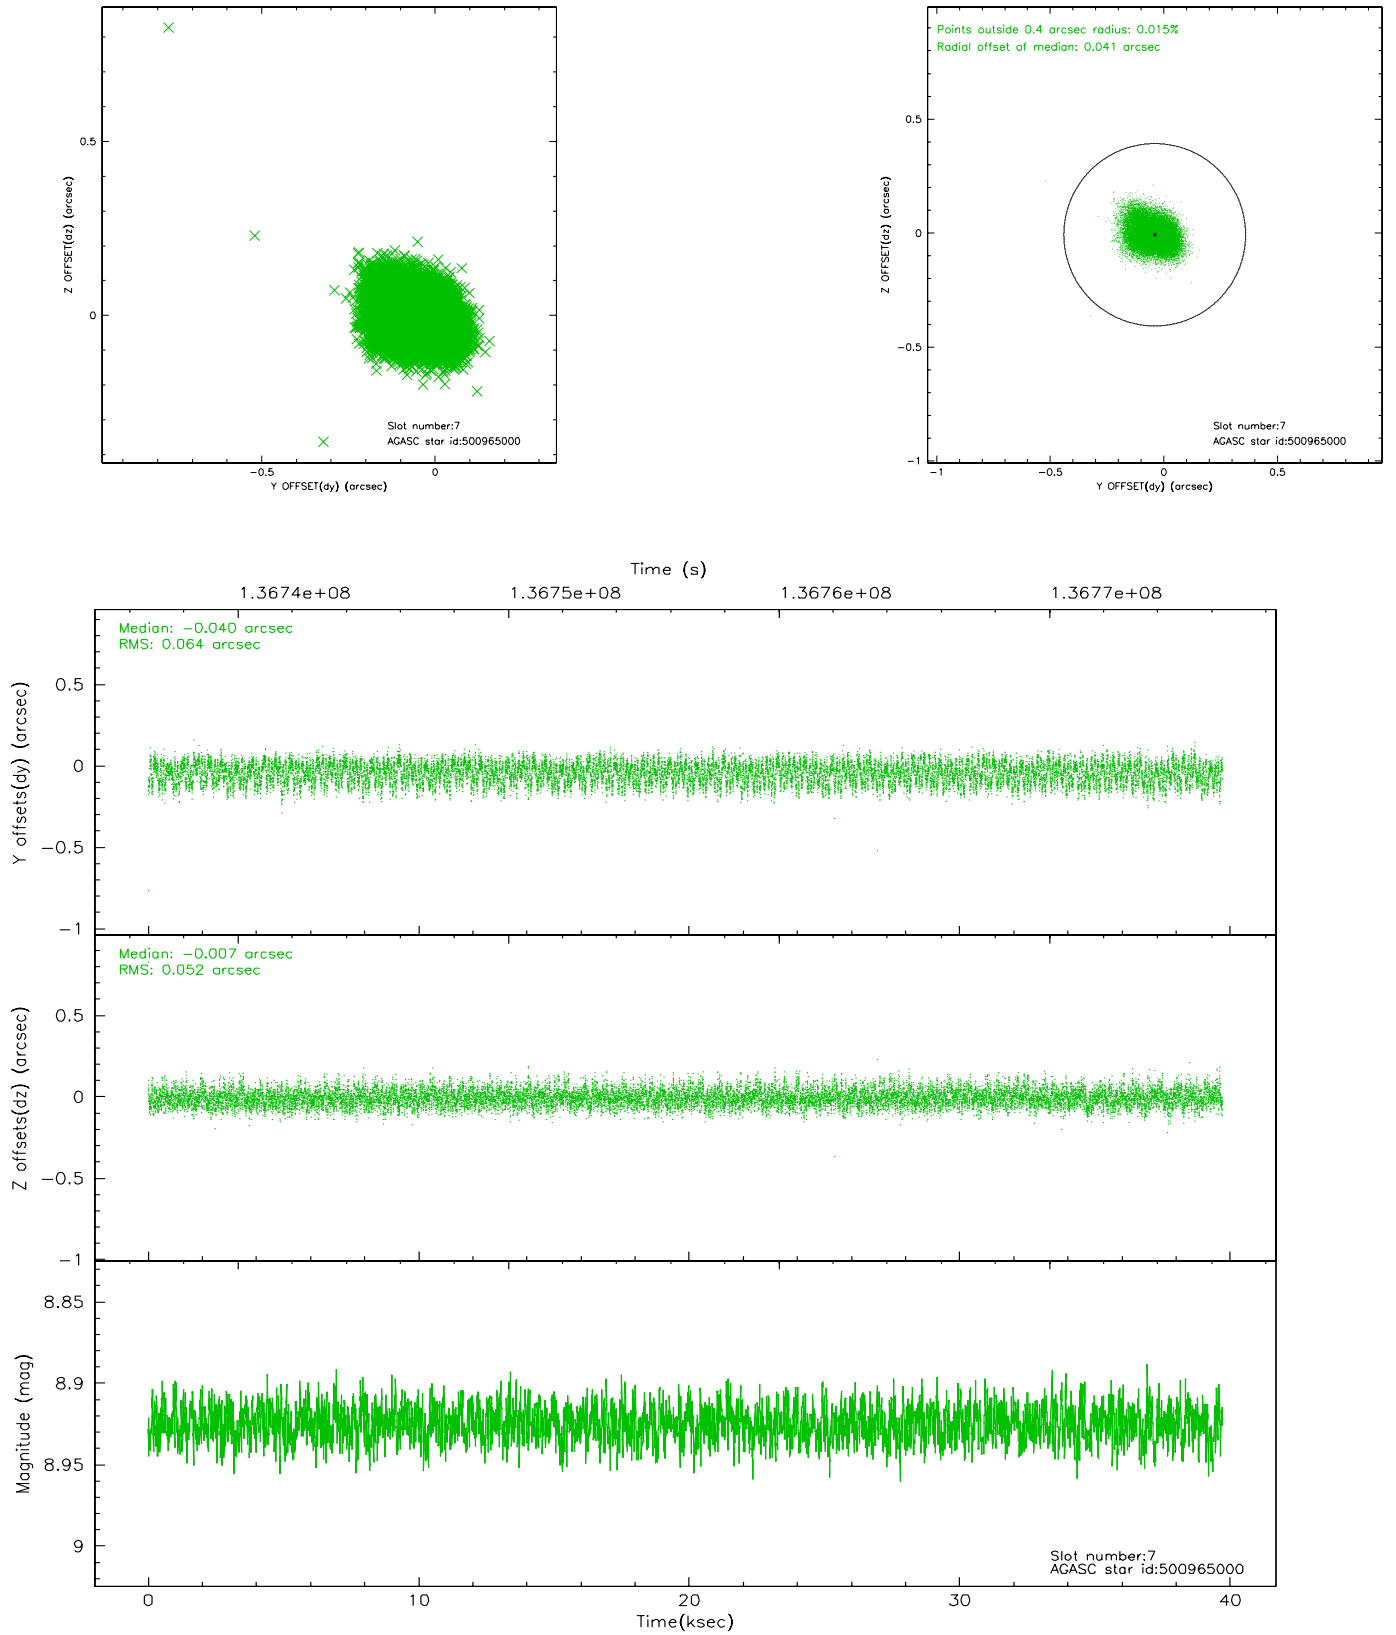 0.5
0
−0.5
0
Z OFFSET(dz) (arcsec)
Y OFFSET(dy) (arcsec)
Slot number:7
AGASC star id:500965000
Points outside 0.4 arcsec radius: 0.015%
Radial offset of median: 0.041 arcsec
0.5
0
−0.5
−1
−1
−0.5
0
0.5
Z OFFSET(dz) (arcsec)
Y OFFSET(dy) (arcsec)
Slot number:7
AGASC star id:500965000
Time (s)
1.3674e+08
1.3675e+08
1.3676e+08
1.3677e+08
Median: −0.040 arcsec
RMS: 0.064 arcsec
0.5
0
−0.5
−1
Y offsets(dy) (arcsec)
Median: −0.007 arcsec
RMS: 0.052 arcsec
0.5
0
−0.5
−1
Z offsets(dz) (arcsec)
8.85
8.9
8.95
9
Magnitude (mag)
Slot number:7
AGASC star id:500965000
0
10
20
30
40
Time(ksec)